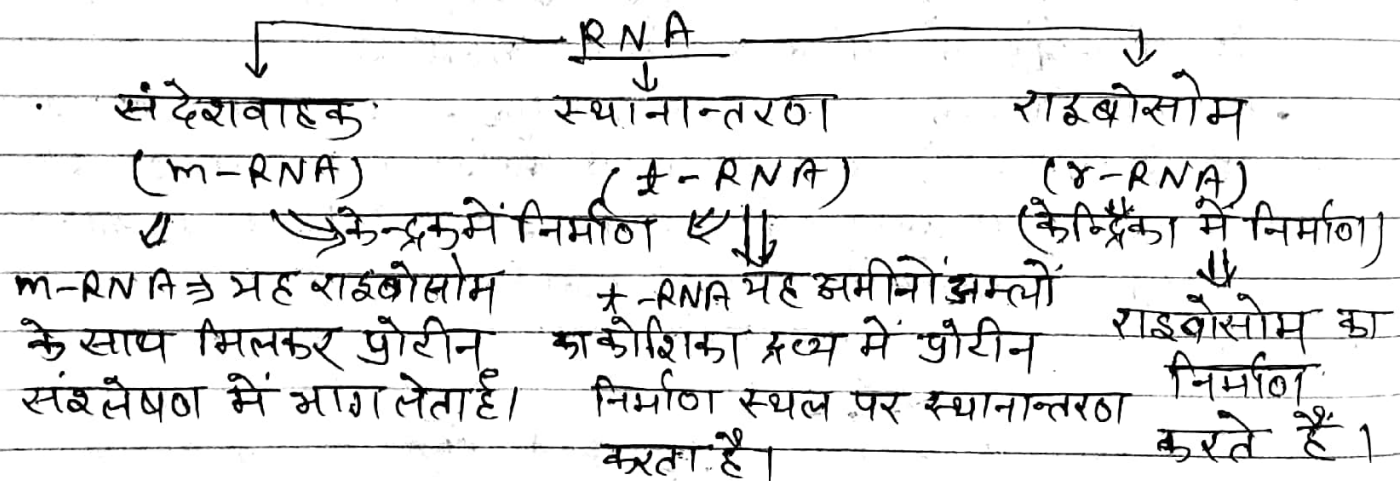 RNA
संदेशवाहक स्थानान्तरण राइबोसोम
(m-RNA) (t-RNA) (r-RNA)
केन्द्रक में निर्माण (केन्द्रिका में निर्माण)
m-RNA ⇒ यह राइबोसोम
के साथ मिलकर प्रोटीन
संश्लेषण में भाग लेता है।
t-RNA यह अमीनों अम्लों
का कोशिका द्रव्य में प्रोटीन
निर्माण स्थल पर स्थानान्तरण
करता है।
राइबोसोम का
निर्माण
करते हैं।